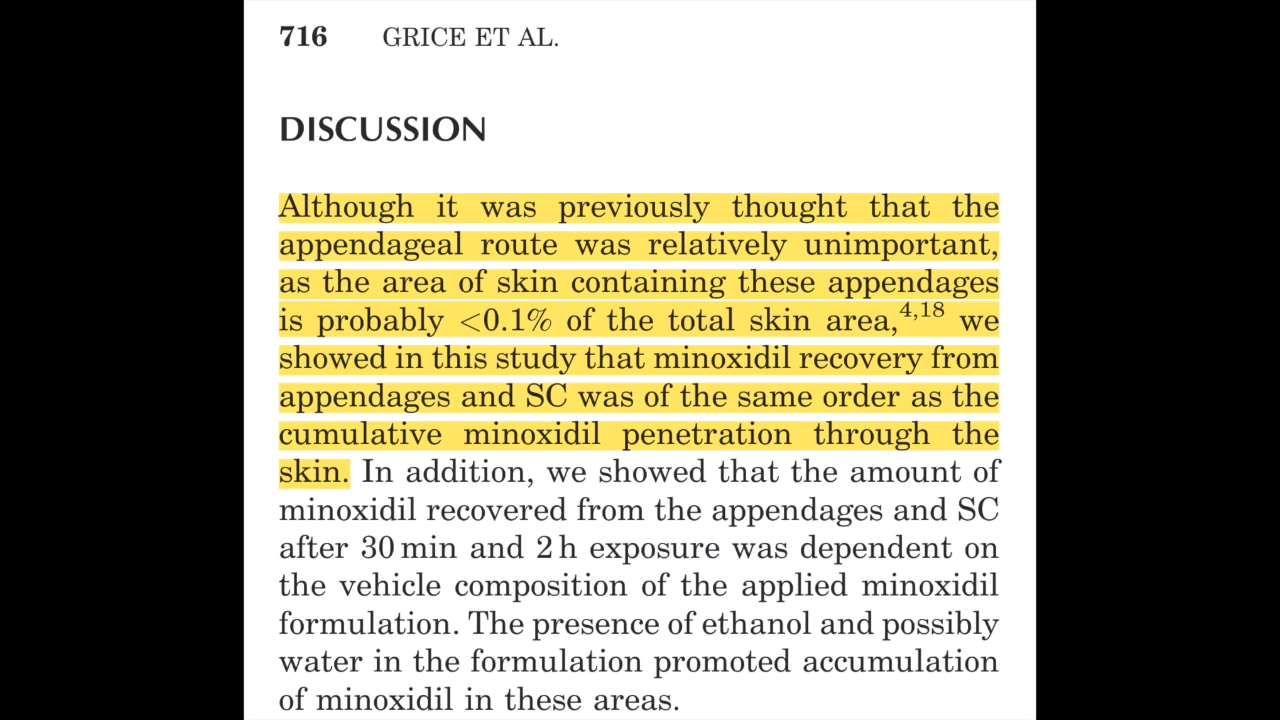 716 GRICE ET AL.
DISCUSSION
Although it was previously thought that the
appendageal route was relatively unimportant,
as the area of skin containing these appendages
is probably <0.1% of the total skin area,4,18 we
showed in this study that minoxidil recovery from
appendages and SC was of the same order as the
cumulative minoxidil penetration through the
skin. In addition, we showed that the amount of
minoxidil recovered from the appendages and SC
after 30 min and 2 h exposure was dependent on
the vehicle composition of the applied minoxidil
formulation. The presence of ethanol and possibly
water in the formulation promoted accumulation
of minoxidil in these areas.